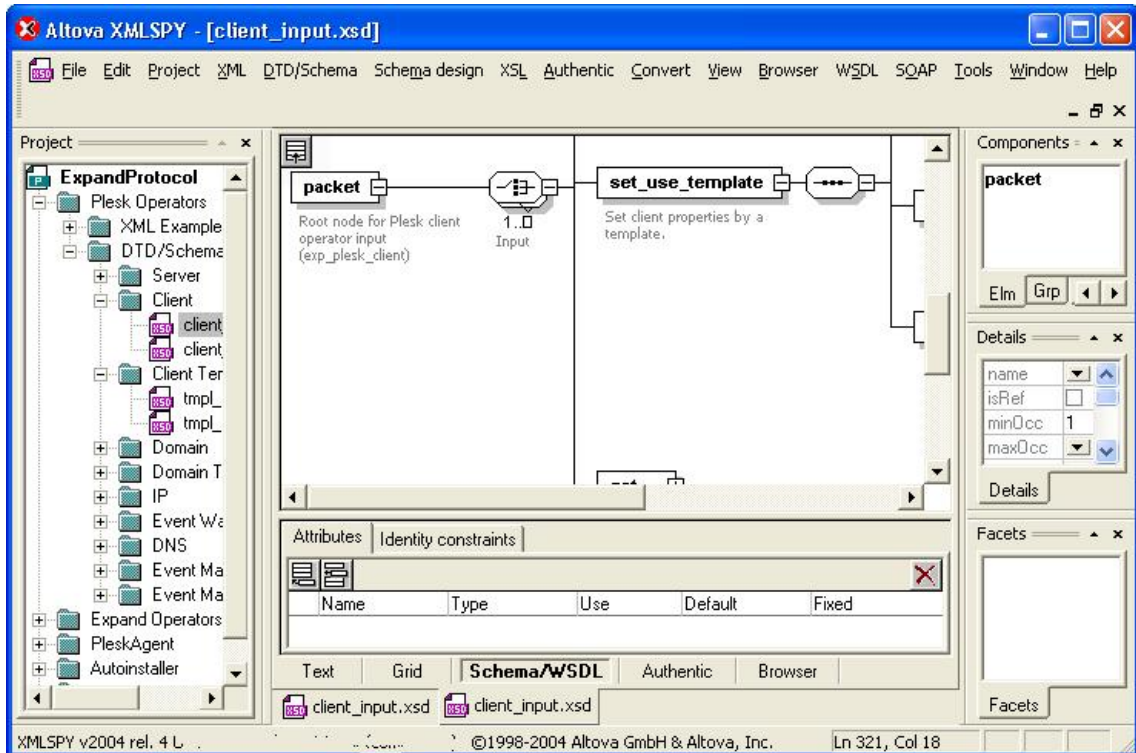 Altova XMLSPY - [client_input.xsd]
File Edit Project XML DTD/Schema Schema design XSL Authentic Convert View Browser WSDL SOAP Tools Window Help
Project
ExpandProtocol
Plesk Operators
XML Example
DTD/Schema
Server
Client
client_
client_
Client Ter
tmpl_
tmpl_
Domain
Domain T
IP
Event Wa
DNS
Event Ma
Event Ma
Expand Operators
PleskAgent
Autoinstaller
packet
Root node for Plesk client
operator input
(exp_plesk_client)
1..
Input
set_use_template
Set client properties by a
template.
Attributes Identity constraints
Name Type Use Default Fixed
Text Grid Schema/WSDL Authentic Browser
client_input.xsd client_input.xsd
Components
packet
Elm Grp
Details
name
isRef
minOcc 1
maxOcc
Details
Facets
Facets
XMLSPY v2004 rel. 4 ©1998-2004 Altova GmbH & Altova, Inc. Ln 321, Col 18